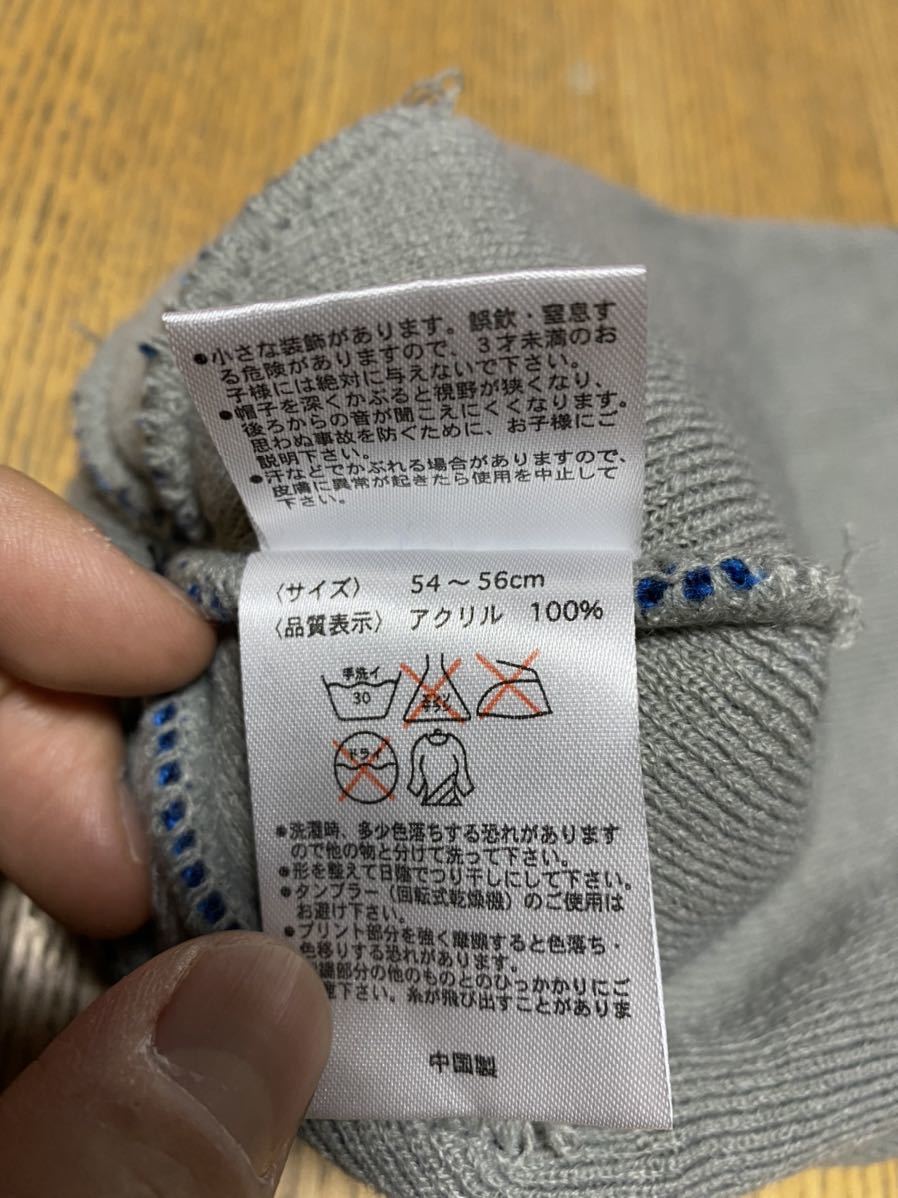 ●小さな装飾があります。誤飲・窒息す
る危険がありますので、3才未満のお
子様には絶対に与えないで下さい。
●帽子を深くかぶると視野が狭くなり、
後ろからの音が聞こえにくくなります。
思わぬ事故を防ぐために、お子様にご
説明下さい。
●汗などでかぶれる場合がありますので、
皮膚に異常が起きたら使用を中止して
下さい。
〈サイズ〉 54～56cm
〈品質表示〉 アクリル 100%
手洗イ
30
ドライ
●洗濯時、多少色落ちする恐れがあります
ので他の物と分けて洗って下さい。
●形を整えて日陰でつり干しにして下さい。
●タンブラー（回転式乾燥機）のご使用は
お避け下さい。
●プリント部分を強く摩擦すると色落ち・
色移りする恐れがあります。
部分の他のものとのひっかかりにご
下さい。糸が飛び出すことがありま
中国製